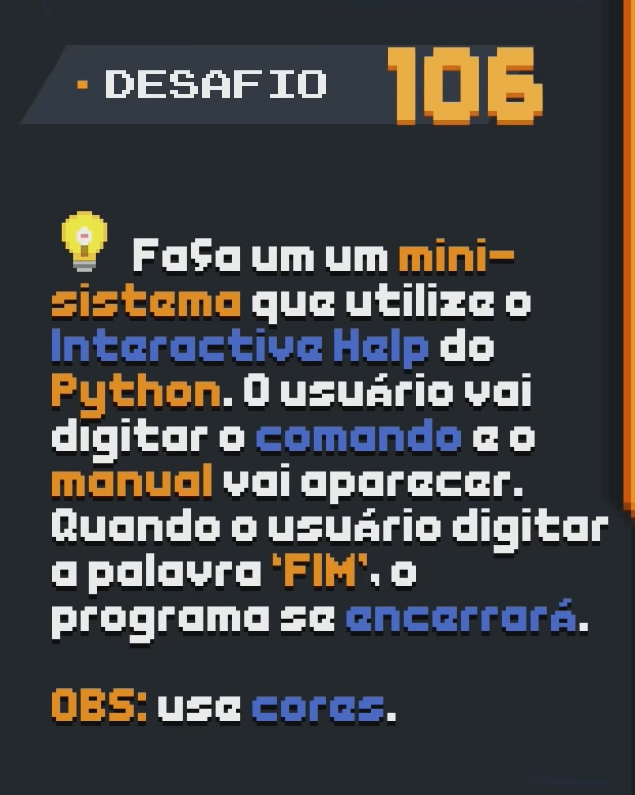 · DESAFIO 106
Faça um um mini-
sistema que utilize o
Interactive Help do
Python. O usuário vai
digitar o comando e o
manual vai aparecer.
Quando o usuário digitar
a palavra ‘FIM’, o
programa se encerrará.
OBS: use cores.